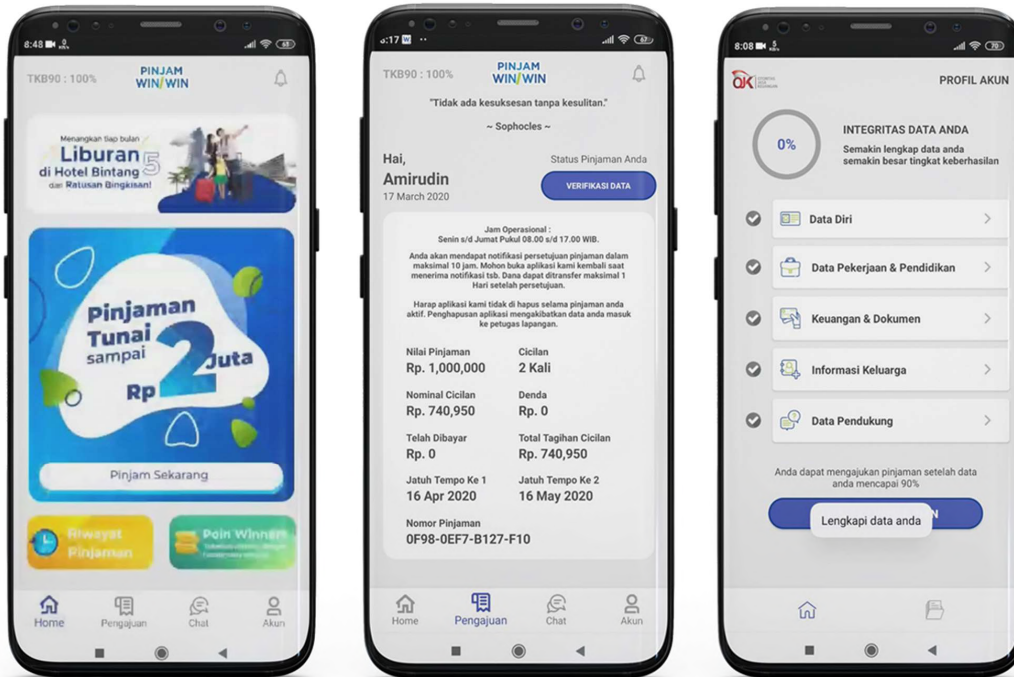 8:48
65
TKB90 : 100%
PINJAM
WIN/WIN
Menangkan tiap bulan
Liburan
di Hotel Bintang 5
dan Ratusan Bingkisan!
Pinjaman
Tunai
sampai
Rp 2 Juta
Pinjam Sekarang
Riwayat
Pinjaman
Poin Winner!
Home
Pengajuan
Chat
Akun
8:17
67
TKB90 : 100%
PINJAM
WIN/WIN
"Tidak ada kesuksesan tanpa kesulitan."
~ Sophocles ~
Hai,
Status Pinjaman Anda
Amirudin
VERIFIKASI DATA
17 March 2020
Jam Operasional :
Senin s/d Jumat Pukul 08.00 s/d 17.00 WIB.
Anda akan mendapat notifikasi persetujuan pinjaman dalam
maksimal 10 jam. Mohon buka aplikasi kami kembali saat
menerima notifikasi tsb. Dana dapat ditransfer maksimal 1
Hari setelah persetujuan.
Harap aplikasi kami tidak di hapus selama pinjaman anda
aktif. Penghapusan aplikasi mengakibatkan data anda masuk
ke petugas lapangan.
Nilai Pinjaman Cicilan
Rp. 1,000,000 2 Kali
Nominal Cicilan Denda
Rp. 740,950 Rp. 0
Telah Dibayar Total Tagihan Cicilan
Rp. 0 Rp. 740,950
Jatuh Tempo Ke 1 Jatuh Tempo Ke 2
16 Apr 2020 16 May 2020
Nomor Pinjaman
0F98-0EF7-B127-F10
Home
Pengajuan
Chat
Akun
8:08
70
OJK OTORITAS JASA KEUANGAN
PROFIL AKUN
0%
INTEGRITAS DATA ANDA
Semakin lengkap data anda
semakin besar tingkat keberhasilan
Data Diri
Data Pekerjaan & Pendidikan
Keuangan & Dokumen
Informasi Keluarga
Data Pendukung
Anda dapat mengajukan pinjaman setelah data
anda mencapai 90%
Lengkapi data anda